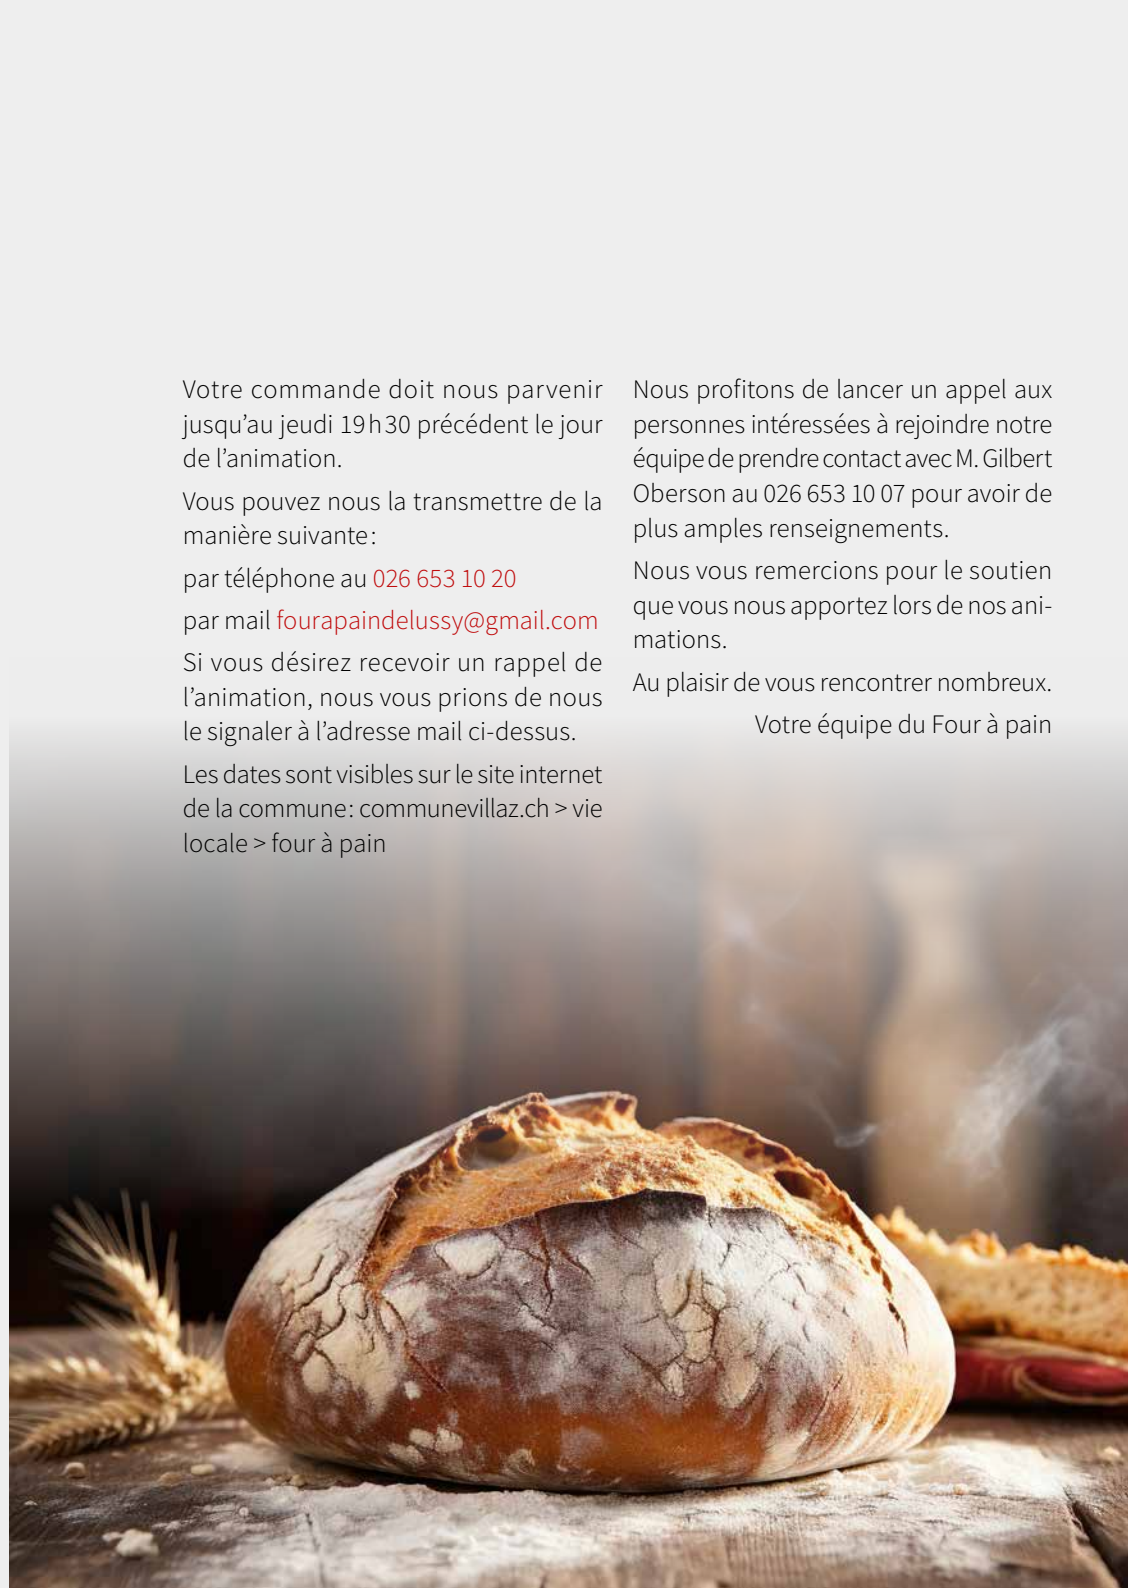 Votre commande doit nous parvenir
jusqu’au jeudi 19h30 précédent le jour
de l’animation.
Vous pouvez nous la transmettre de la
manière suivante :
par téléphone au 026 653 10 20
par mail fourapaindelussy@gmail.com
Si vous désirez recevoir un rappel de
l’animation, nous vous prions de nous
le signaler à l’adresse mail ci-dessus.
Les dates sont visibles sur le site internet
de la commune : communevillaz.ch > vie
locale > four à pain
Nous profitons de lancer un appel aux
personnes intéressées à rejoindre notre
équipe de prendre contact avec M. Gilbert
Oberson au 026 653 10 07 pour avoir de
plus amples renseignements.
Nous vous remercions pour le soutien
que vous nous apportez lors de nos ani-
mations.
Au plaisir de vous rencontrer nombreux.
Votre équipe du Four à pain